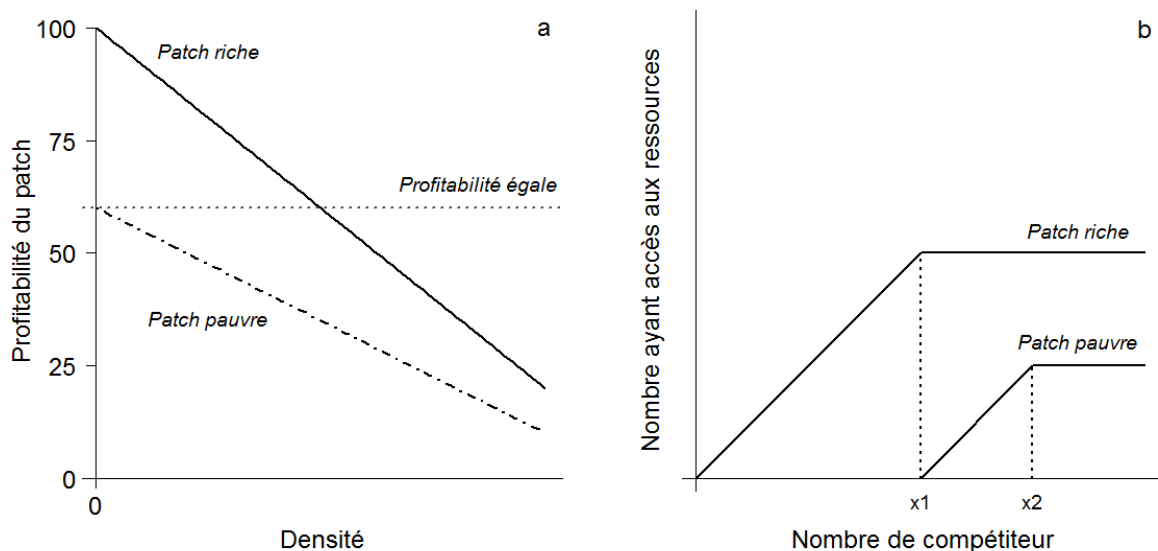 a
Patch riche
100
75
50
25
0
Profitabilité du patch
Profitabilité égale
Patch pauvre
0
Densité
b
Nombre ayant accès aux ressources
Patch riche
Patch pauvre
x1
x2
Nombre de compétiteur